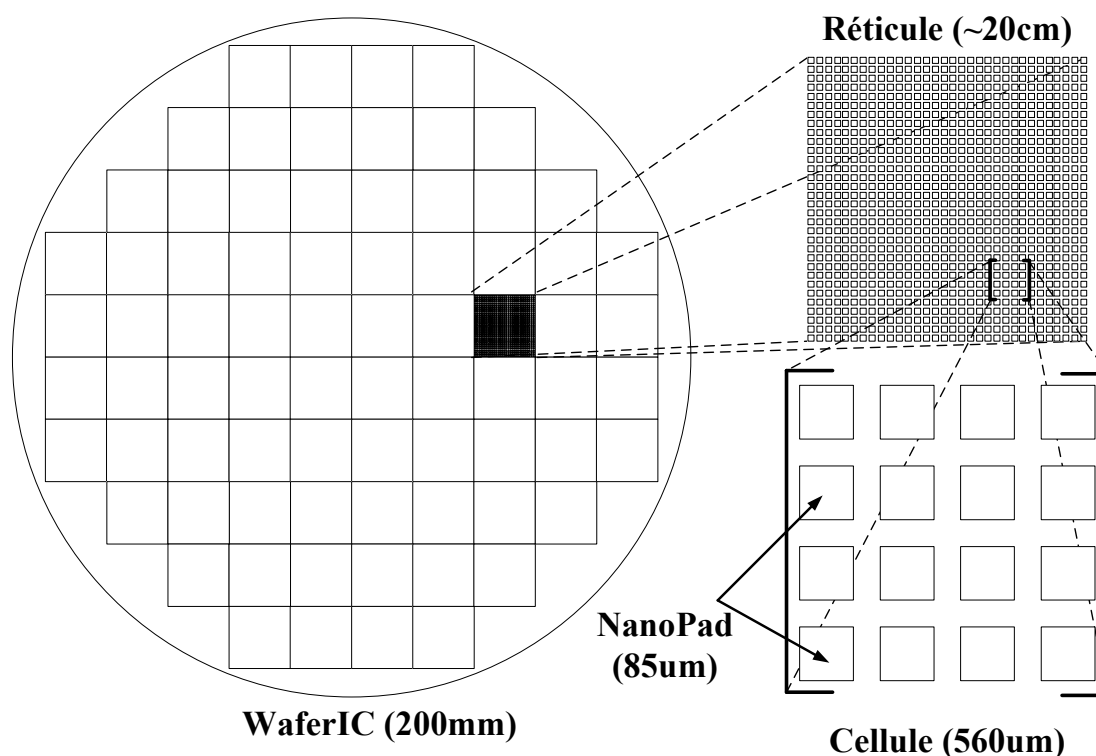 Réticule (~20cm)
NanoPad
(85um)
WaferIC (200mm)
Cellule (560um)